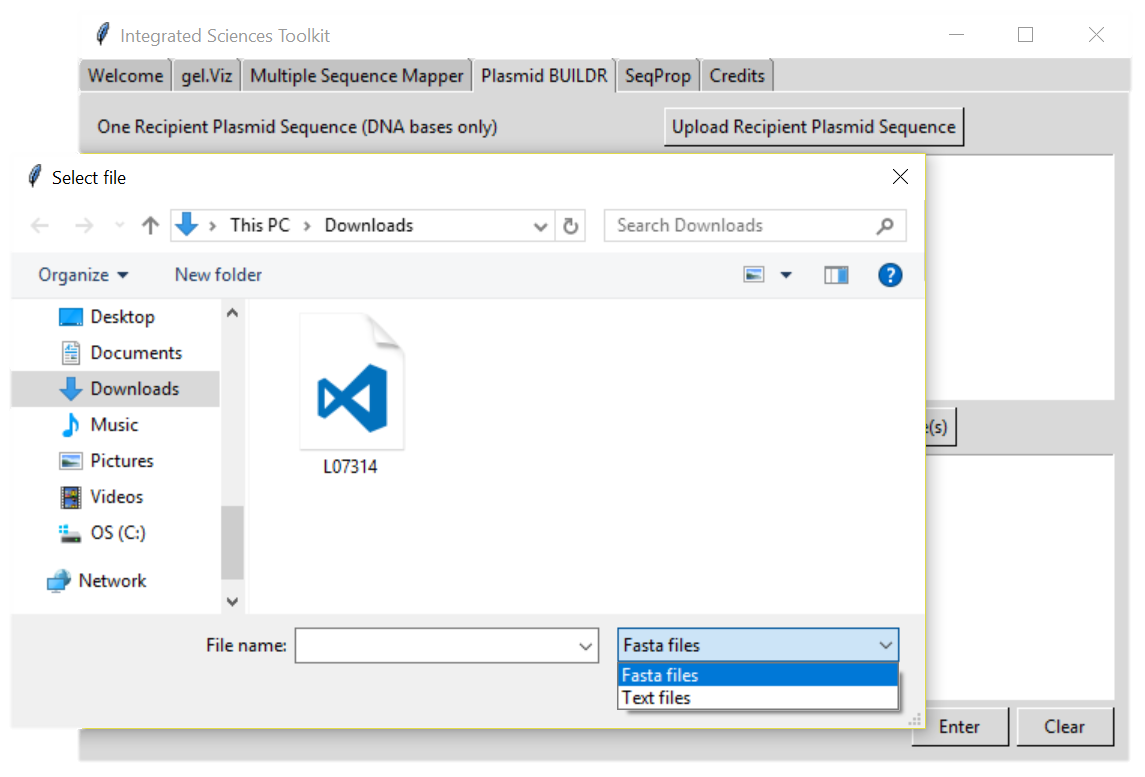 Integrated Sciences Toolkit
Welcome gel.Viz Multiple Sequence Mapper Plasmid BUILDR SeqProp Credits
One Recipient Plasmid Sequence (DNA bases only) Upload Recipient Plasmid Sequence
Select file
This PC > Downloads Search Downloads
Organize New folder
Desktop
Documents
Downloads
Music
Pictures
Videos
OS (C:)
Network
L07314
e(s)
File name: Fasta files
Fasta files
Text files
Enter Clear